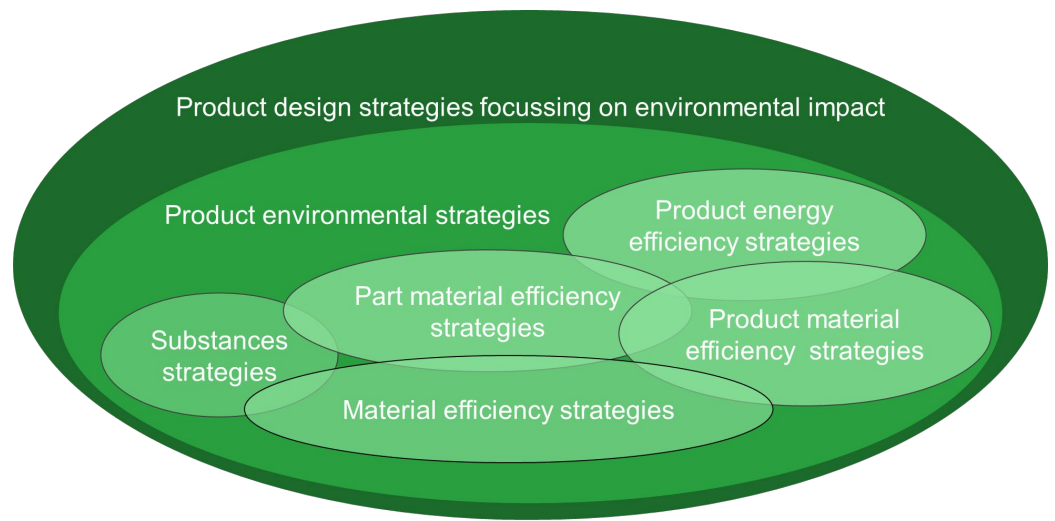 Product design strategies focussing on environmental impact
Product environmental strategies
Product energy
efficiency strategies
Part material efficiency
strategies
Product material
efficiency  strategies
Substances
strategies
Material efficiency strategies